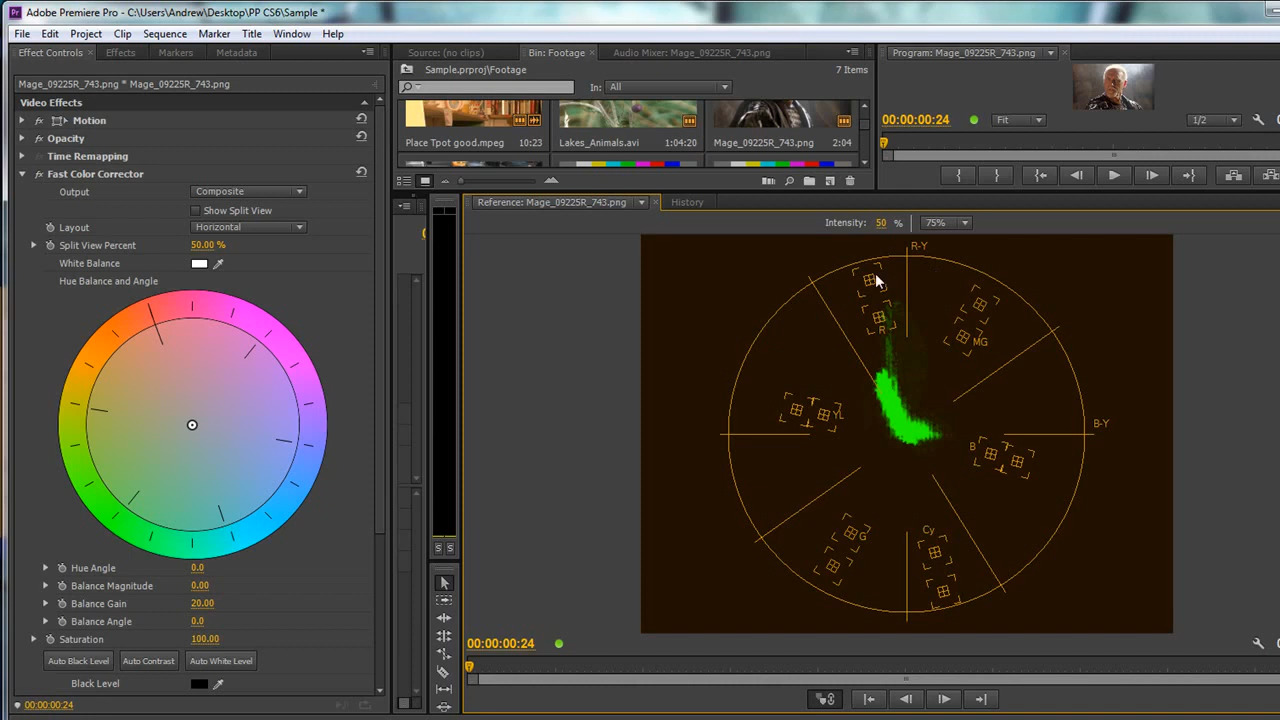 Pr Adobe Premiere Pro - C:\Users\Andrew\Desktop\PP CS6\Sample *
File Edit Project Clip Sequence Marker Title Window Help
Effect Controls Effects Markers Metadata
Source: (no clips) Bin: Footage Audio Mixer: Mage_09225R_743.png
Program: Mage_09225R_743.png
Mage_09225R_743.png * Mage_09225R_743.png
Sample.prproj\Footage 7 Items
In: All
Video Effects
fx Motion
fx Opacity
Time Remapping
fx Fast Color Corrector
Output Composite
Show Split View
Layout Horizontal
Split View Percent 50.00 %
White Balance
Hue Balance and Angle
Hue Angle 0.0
Balance Magnitude 0.00
Balance Gain 20.00
Balance Angle 0.0
Saturation 100.00
Auto Black Level Auto Contrast Auto White Level
Black Level
00:00:00:24
Place Tpot good.mpeg 10:23
Lakes_Animals.avi 1:04:20
Mage_09225R_743.png 2:04
00:00:00:24 Fit 1/2
Reference: Mage_09225R_743.png History
Intensity: 50 % 75%
R-Y
R
MG
YL
B-Y
B
G
Cy
00:00:00:24
S S